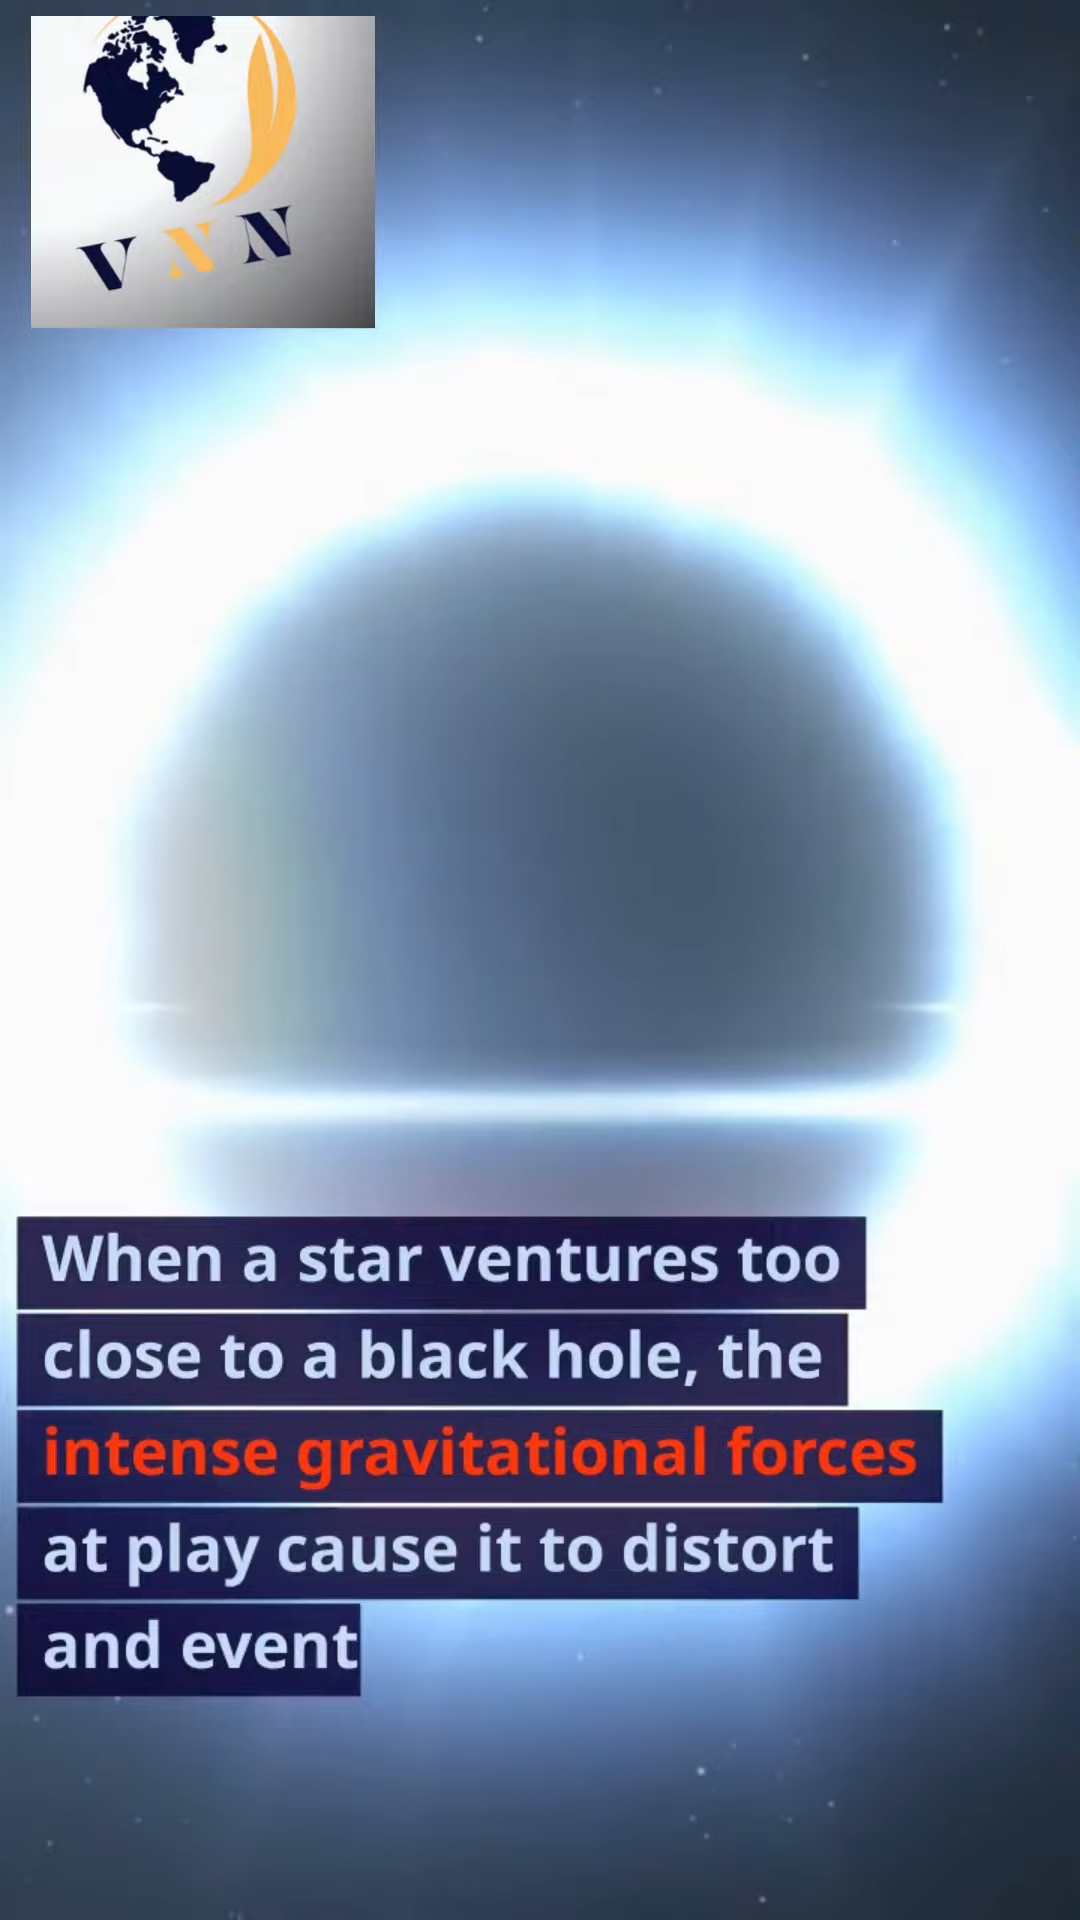 V N N
When a star ventures too
close to a black hole, the
intense gravitational forces
at play cause it to distort
and event